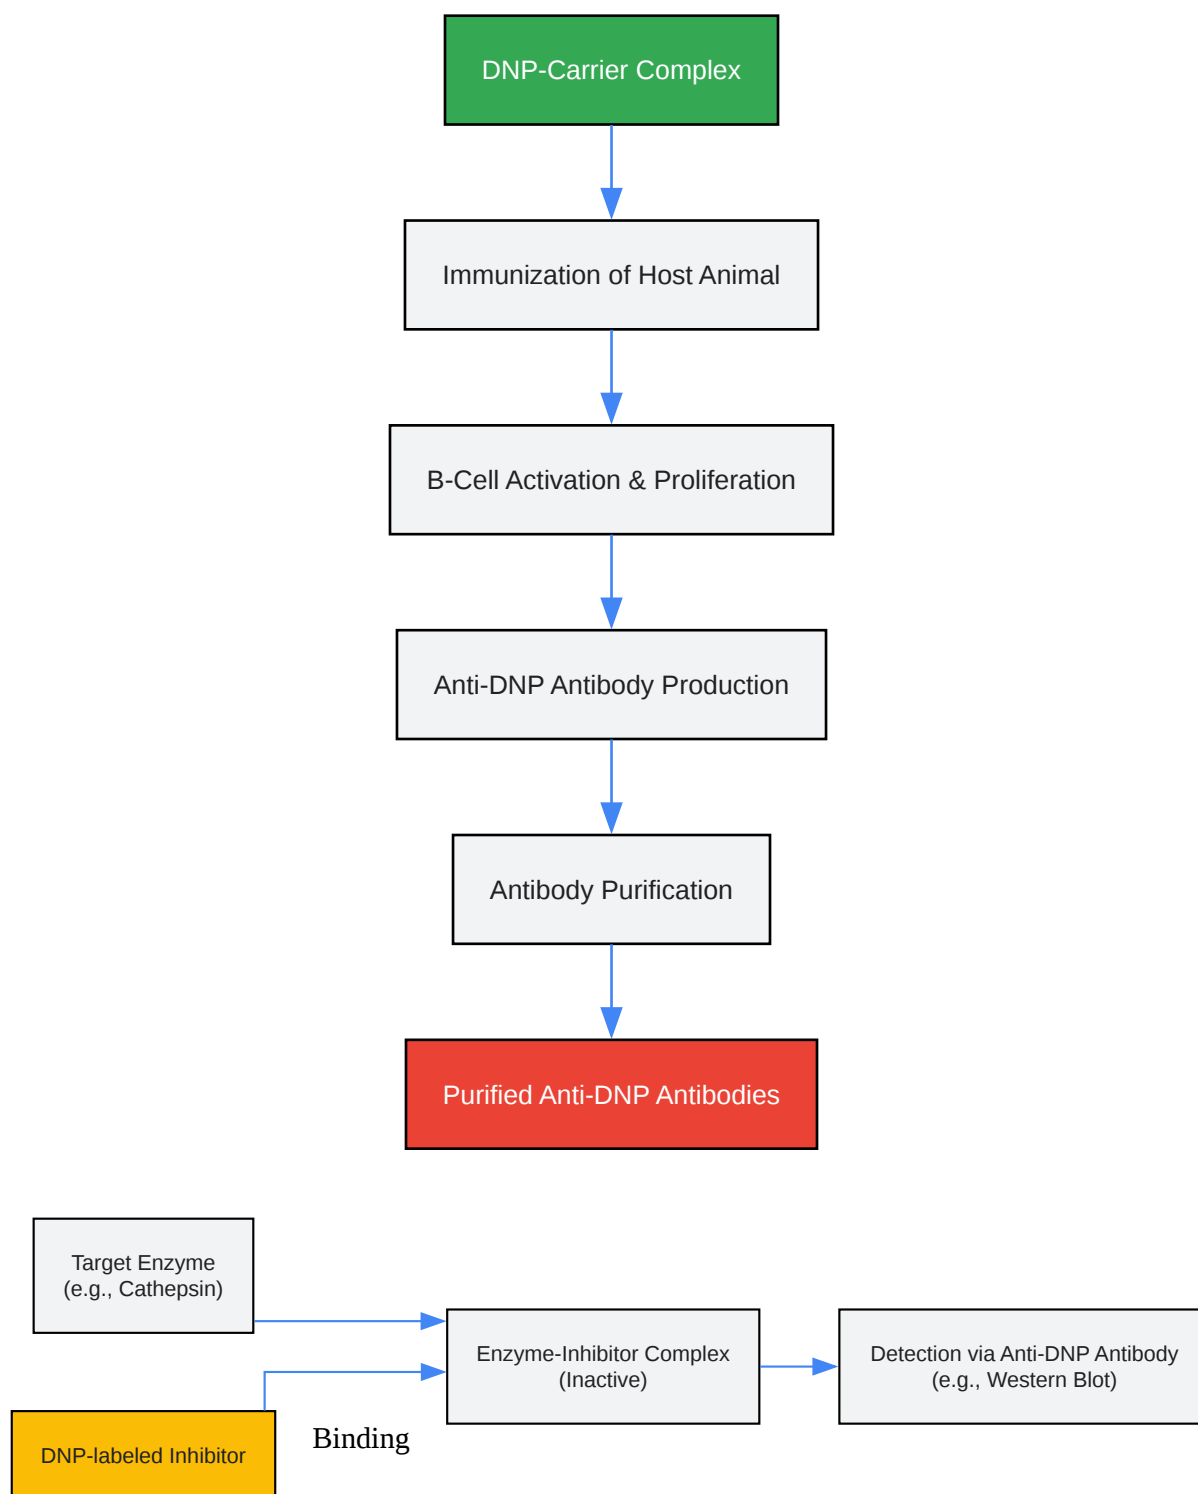 DNP-Carrier Complex
Immunization of Host Animal
B-Cell Activation & Proliferation
Anti-DNP Antibody Production
Antibody Purification
Purified Anti-DNP Antibodies
Target Enzyme
(e.g., Cathepsin)
Enzyme-Inhibitor Complex
(Inactive)
Detection via Anti-DNP Antibody
(e.g., Western Blot)
Binding
DNP-labeled Inhibitor